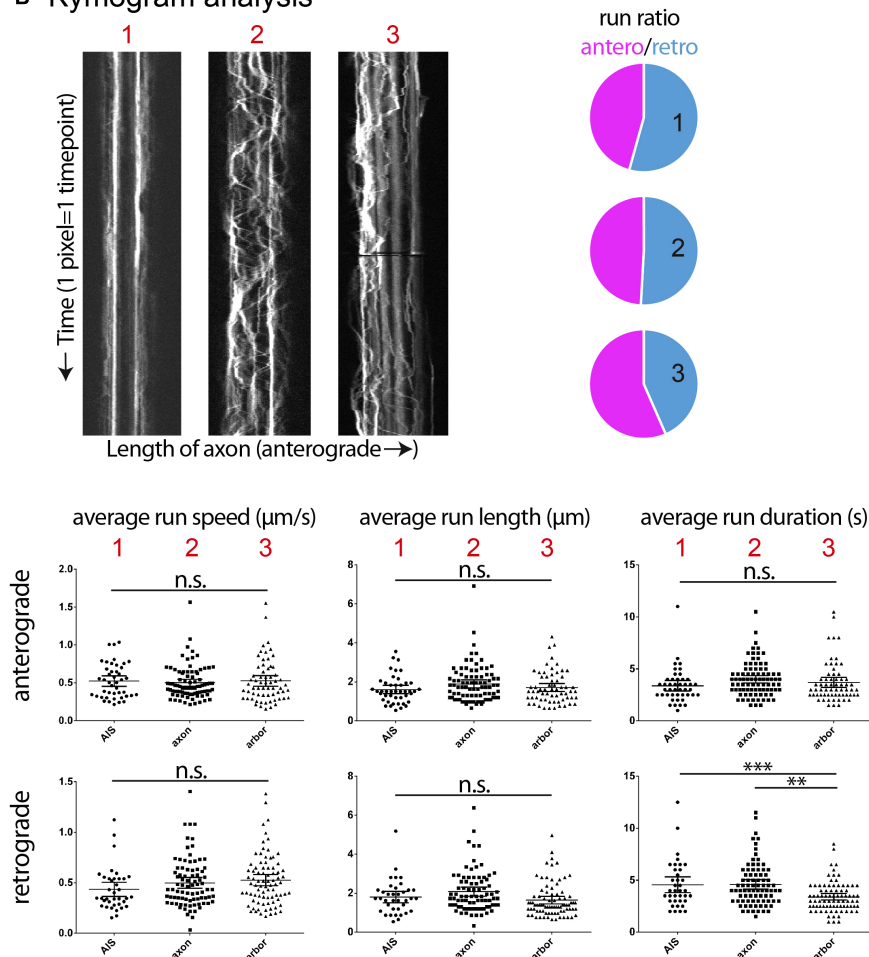 B Kymogram analysis
1 2 3
← Time (1 pixel=1 timepoint)
Length of axon (anterograde→)
run ratio
antero/retro
1
2
3
average run speed (µm/s)
1 2 3
average run length (µm)
1 2 3
average run duration (s)
1 2 3
anterograde
2.0
1.5
1.0
0.5
0.0
n.s.
AIS axon arbor
8
6
4
2
0
n.s.
AIS axon arbor
15
10
5
0
n.s.
AIS axon arbor
retrograde
1.5
1.0
0.5
0.0
n.s.
AIS axon arbor
8
6
4
2
0
n.s.
AIS axon arbor
15
10
5
0
***
**
AIS axon arbor